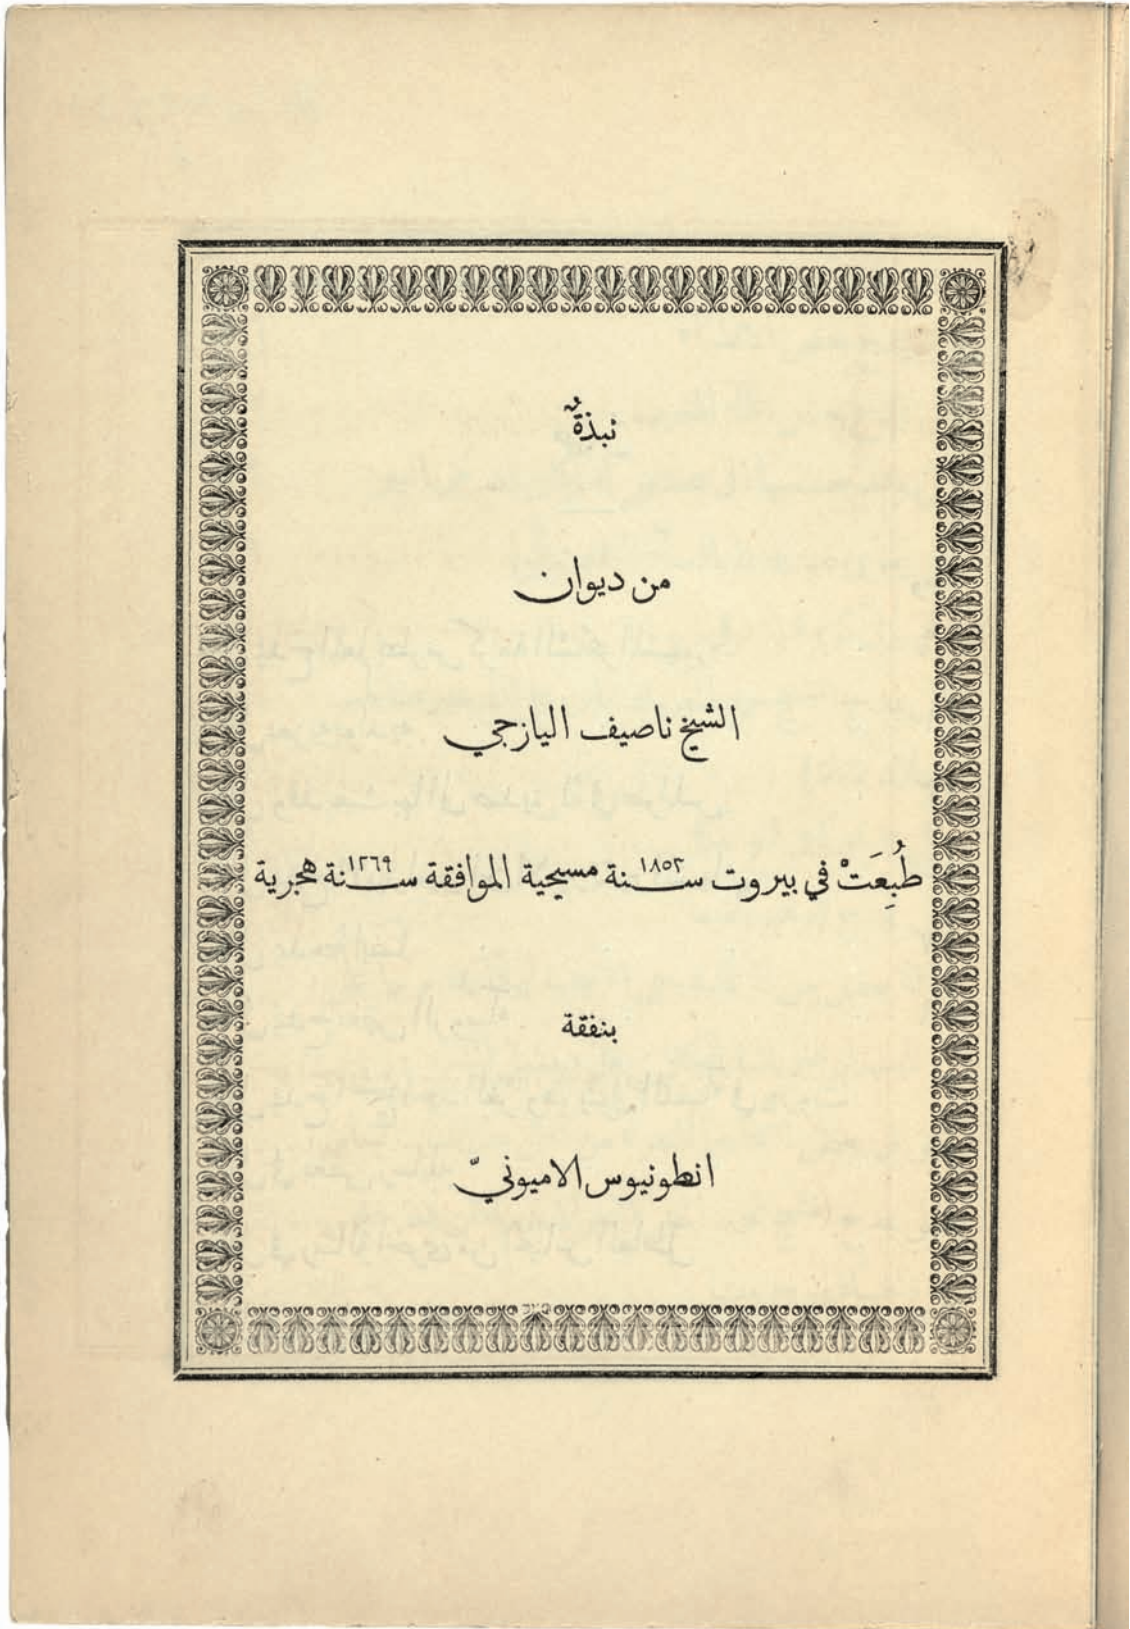 نبذةٌ
من ديوان
الشيخ ناصيف اليازجي
طُبِعَتْ في بيروت سنة ١٨٥٣ مسيحية الموافقة سنة ١٢٦٩ هجرية
بنفقة
انطونيوس الاميونيّ